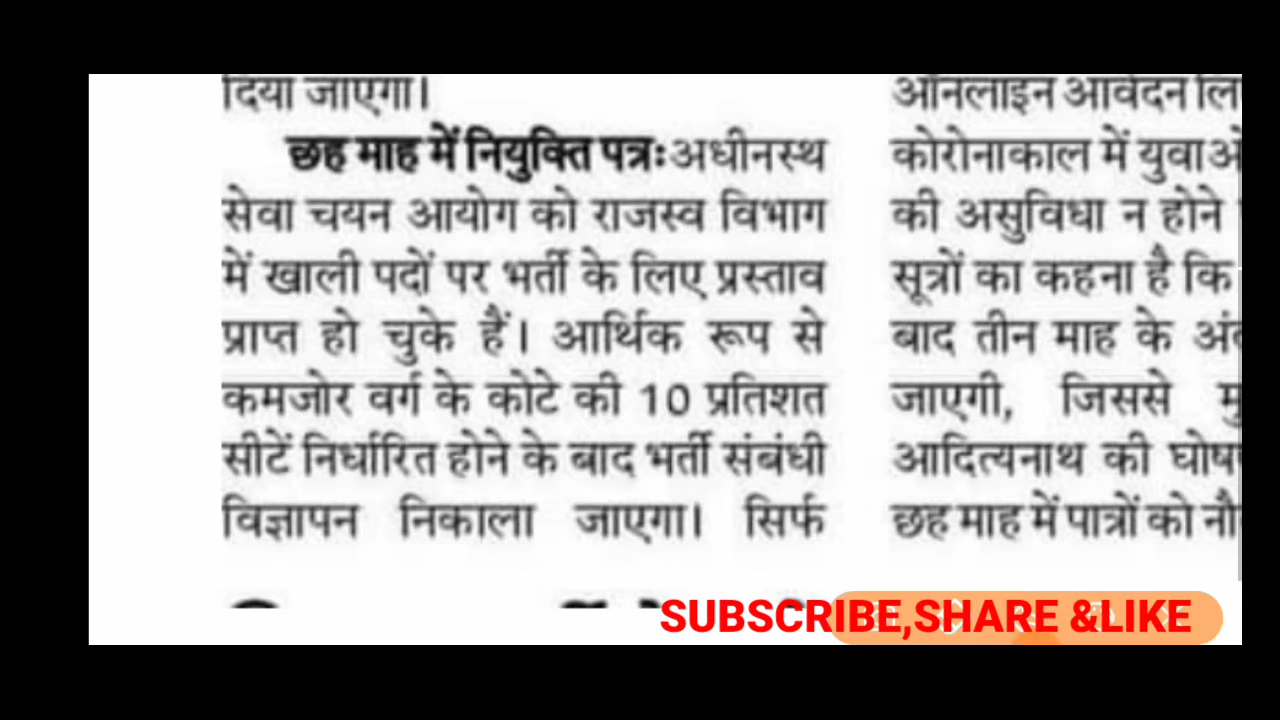 दिया जाएगा।
छह माह में नियुक्ति पत्रः अधीनस्थ
सेवा चयन आयोग को राजस्व विभाग
में खाली पदों पर भर्ती के लिए प्रस्ताव
प्राप्त हो चुके हैं। आर्थिक रूप से
कमजोर वर्ग के कोटे की 10 प्रतिशत
सीटें निर्धारित होने के बाद भर्ती संबंधी
विज्ञापन निकाला जाएगा। सिर्फ
ऑनलाइन आवेदन
कोरोनाकाल में
की असुविधा न होने
सूत्रों का कहना है कि
बाद तीन माह के
जाएगी, जिससे
आदित्यनाथ की
छह माह में पात्रों को
SUBSCRIBE,SHARE &LIKE